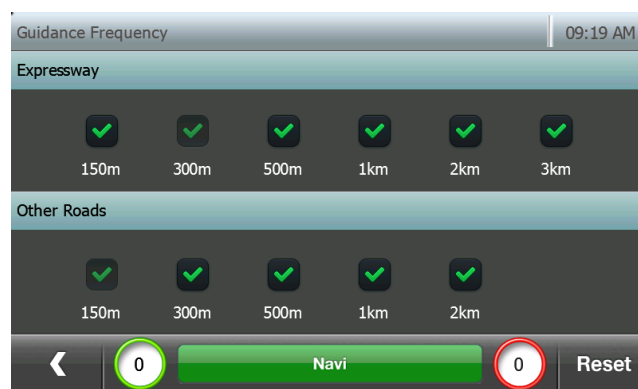 Guidance Frequency 09:19 AM
Expressway
150m 300m 500m 1km 2km 3km
Other Roads
150m 300m 500m 1km 2km
0 Navi 0 Reset